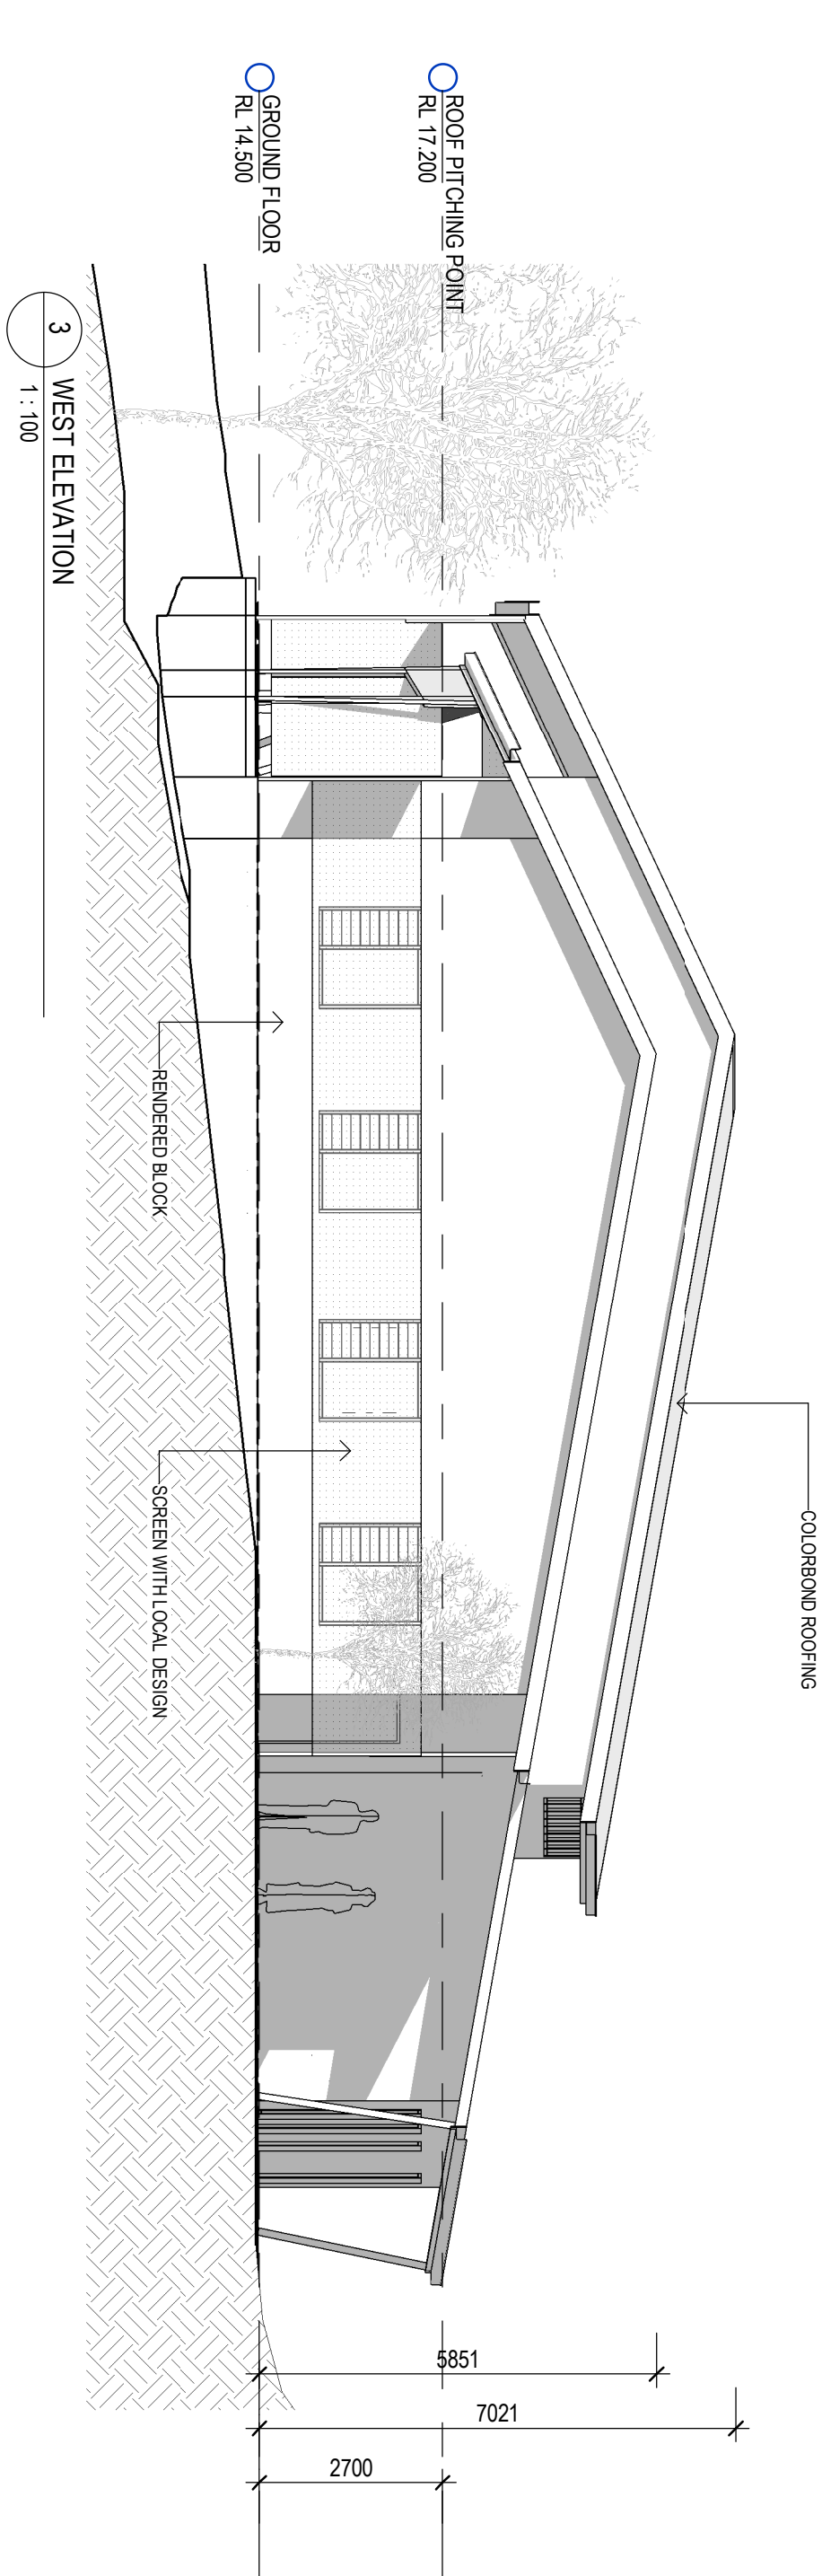 COLORBOND ROOFING
ROOF PITCHING POINT
RL 17.200
GROUND FLOOR
RL 14.500
5851
7021
2700
RENDERED BLOCK
SCREEN WITH LOCAL DESIGN
3
WEST ELEVATION
1 : 100